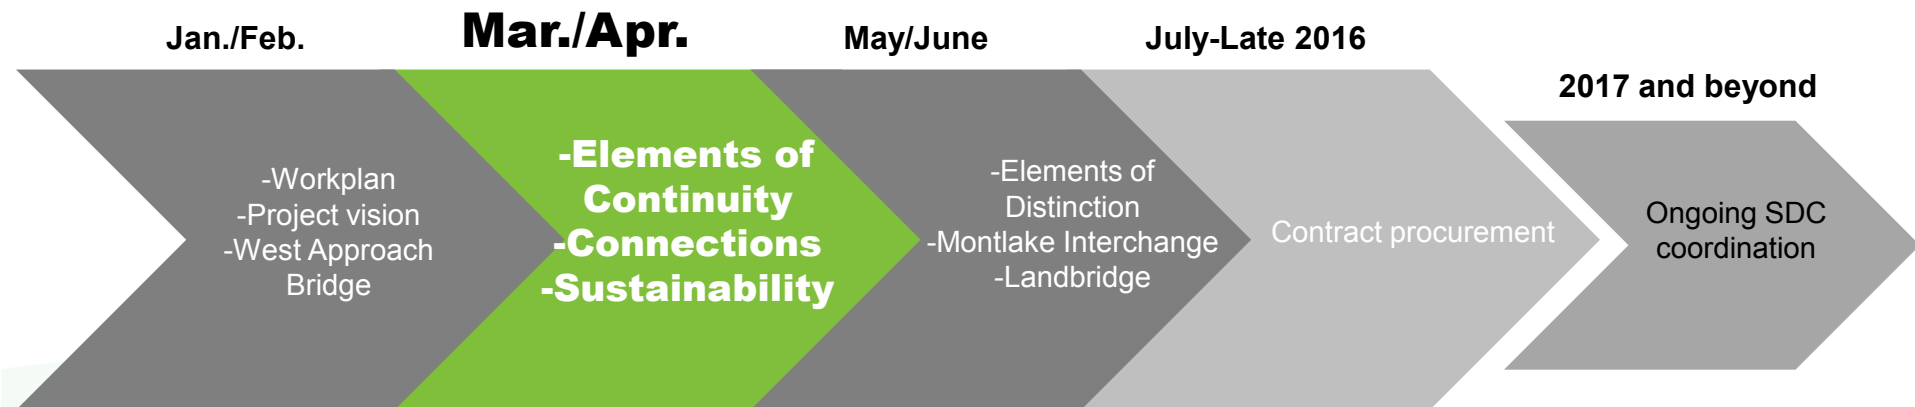 Jan./Feb.
Mar./Apr.
May/June
July-Late 2016
2017 and beyond
-Workplan
-Project vision
-West Approach
Bridge
-Elements of
Continuity
-Connections
-Sustainability
-Elements of
Distinction
-Montlake Interchange
-Landbridge
Contract procurement
Ongoing SDC
coordination